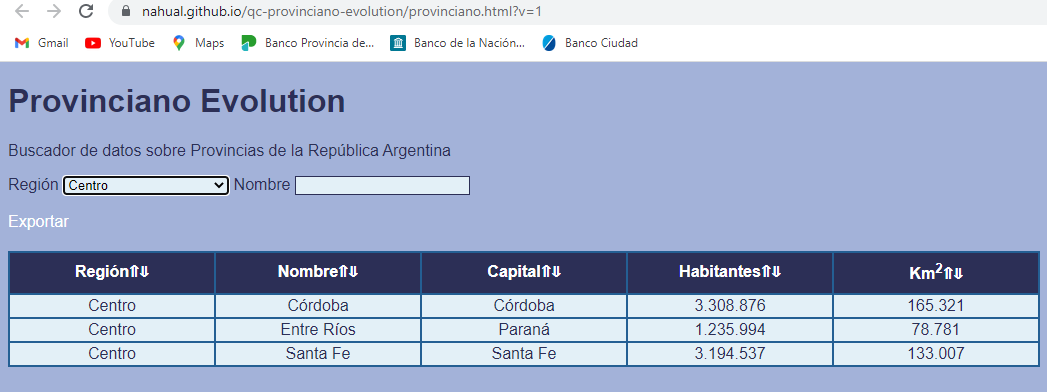 nahual.github.io/qc-provinciano-evolution/provinciano.html?v=1
Gmail YouTube Maps Banco Provincia de... Banco de la Nación... Banco Ciudad
Provinciano Evolution
Buscador de datos sobre Provincias de la República Argentina
Región Centro Nombre
Exportar
Región⇑⇓ Nombre⇑⇓ Capital⇑⇓ Habitantes⇑⇓ Km²⇑⇓
Centro Córdoba Córdoba 3.308.876 165.321
Centro Entre Ríos Paraná 1.235.994 78.781
Centro Santa Fe Santa Fe 3.194.537 133.007